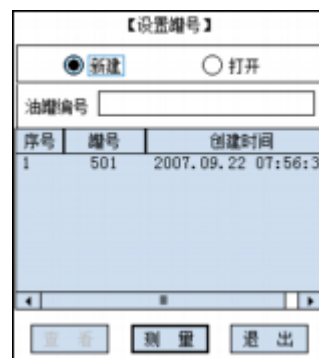 【设置罐号】
新建 打开
油罐编号
序号 罐号 创建时间
1 501 2007.09.22 07:56:3
查 看 测 量 退 出